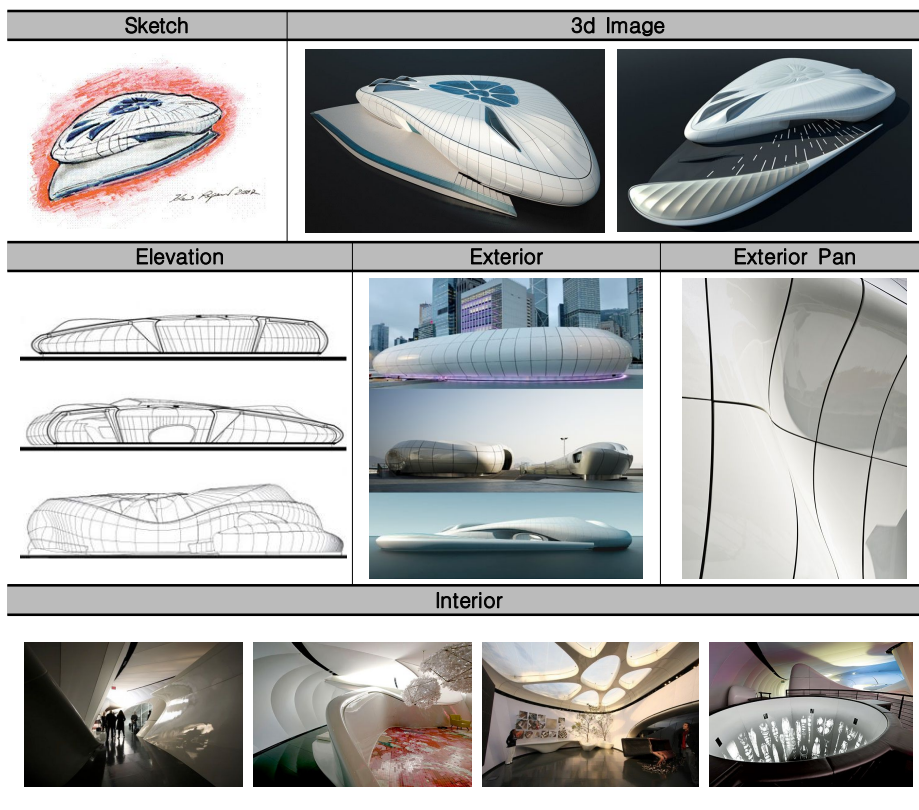 Sketch
3d Image
Elevation
Exterior
Exterior Pan
Interior